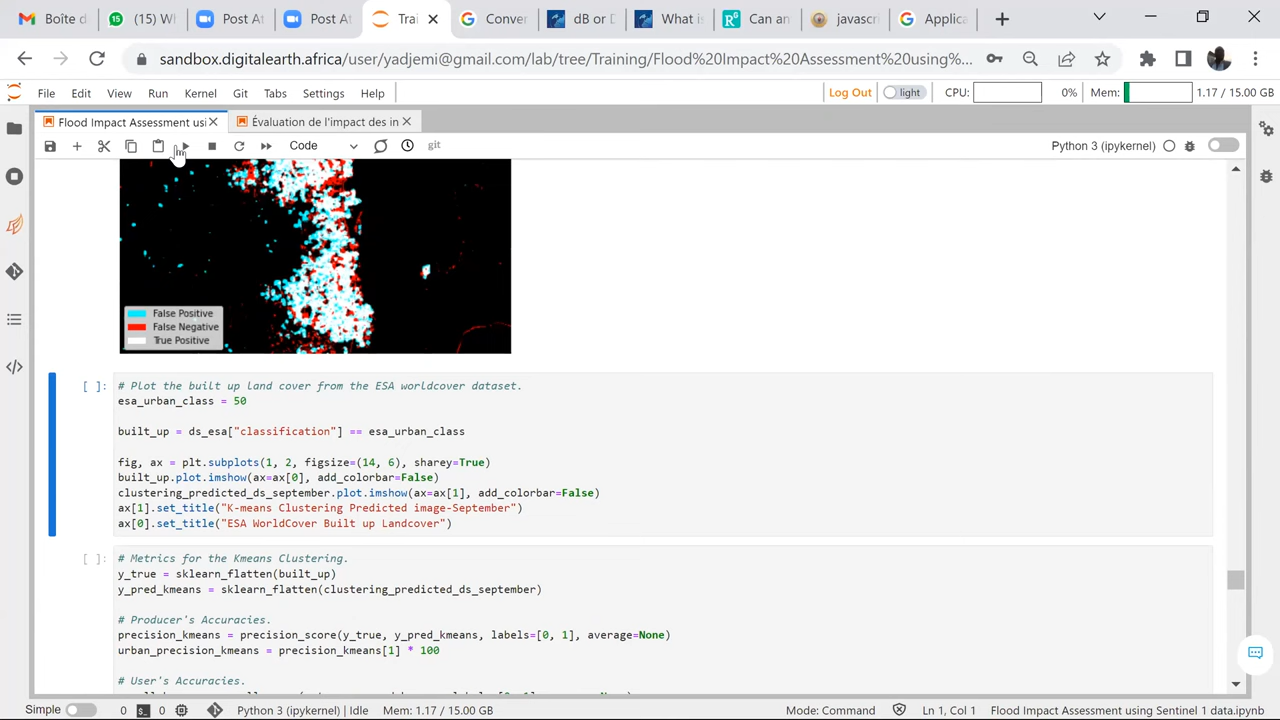 Boîte d
(15) W
Post At
Post At
Trai
Conver
dB or D
What is
Can an
javascr
Applica
sandbox.digitalearth.africa/user/yadjemi@gmail.com/lab/tree/Training/Flood%20Impact%20Assessment%20using%...
File Edit View Run Kernel Git Tabs Settings Help
Log Out light CPU: 0% Mem: 1.17 / 15.00 GB
Flood Impact Assessment usi
Évaluation de l'impact des in
Code git Python 3 (ipykernel)
False Positive
False Negative
True Positive
[ ]: # Plot the built up land cover from the ESA worldcover dataset.
esa_urban_class = 50
built_up = ds_esa["classification"] == esa_urban_class
fig, ax = plt.subplots(1, 2, figsize=(14, 6), sharey=True)
built_up.plot.imshow(ax=ax[0], add_colorbar=False)
clustering_predicted_ds_september.plot.imshow(ax=ax[1], add_colorbar=False)
ax[1].set_title("K-means Clustering Predicted image-September")
ax[0].set_title("ESA WorldCover Built up Landcover")
[ ]: # Metrics for the Kmeans Clustering.
y_true = sklearn_flatten(built_up)
y_pred_kmeans = sklearn_flatten(clustering_predicted_ds_september)
# Producer's Accuracies.
precision_kmeans = precision_score(y_true, y_pred_kmeans, labels=[0, 1], average=None)
urban_precision_kmeans = precision_kmeans[1] * 100
# User's Accuracies.
Simple 0 0 Python 3 (ipykernel) | Idle Mem: 1.17 / 15.00 GB Mode: Command Ln 1, Col 1 Flood Impact Assessment using Sentinel 1 data.ipynb